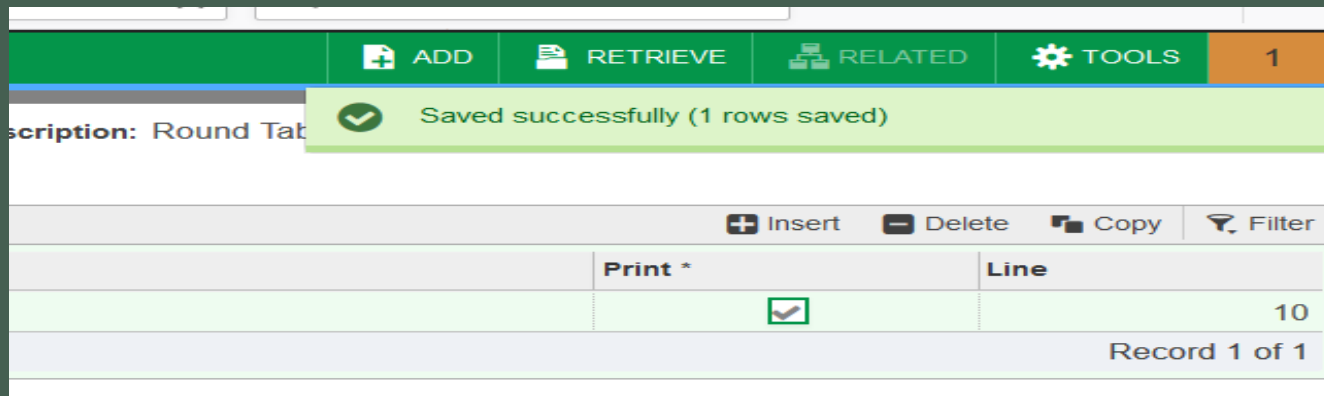 ADD RETRIEVE RELATED TOOLS 1
Saved successfully (1 rows saved)
scription: Round Tab
Insert Delete Copy Filter
Print * Line
10
Record 1 of 1